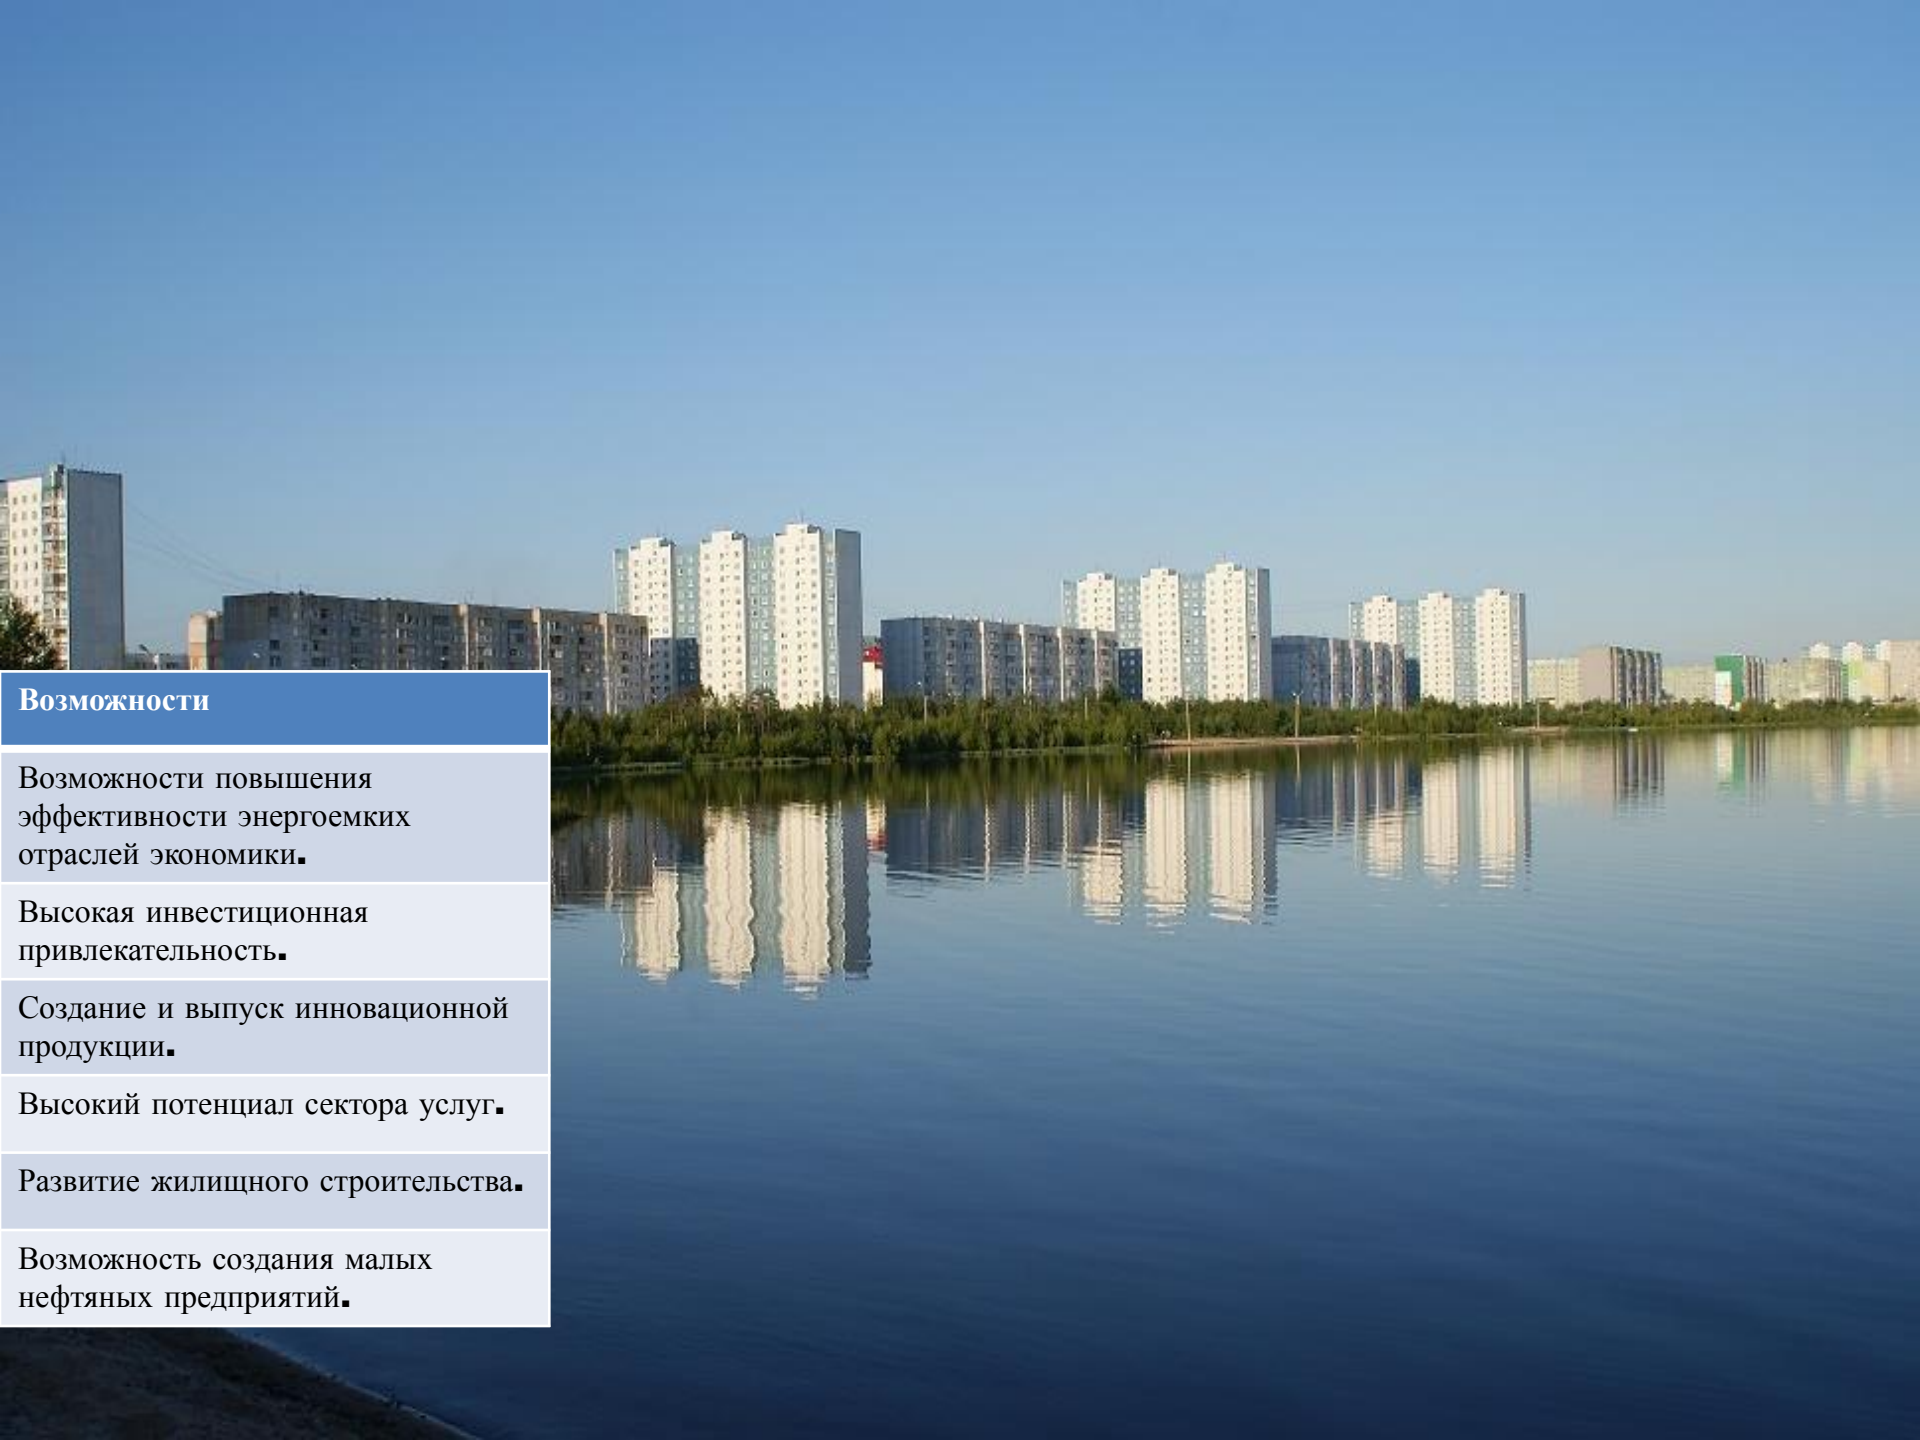 Возможности
Возможности повышения
эффективности энергоемких
отраслей экономики.
Высокая инвестиционная
привлекательность.
Создание и выпуск инновационной
продукции.
Высокий потенциал сектора услуг.
Развитие жилищного строительства.
Возможность создания малых
нефтяных предприятий.